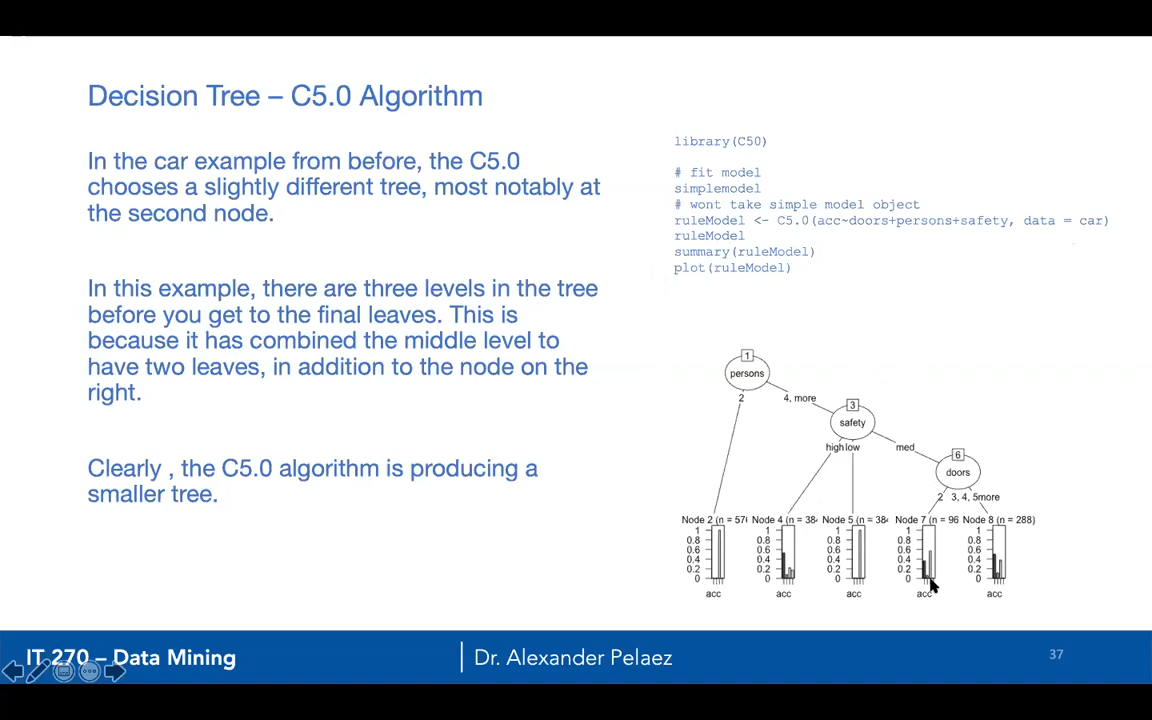 Decision Tree – C5.0 Algorithm
In the car example from before, the C5.0
chooses a slightly different tree, most notably at
the second node.
In this example, there are three levels in the tree
before you get to the final leaves. This is
because it has combined the middle level to
have two leaves, in addition to the node on the
right.
Clearly , the C5.0 algorithm is producing a
smaller tree.
library(C50)
# fit model
simplemodel
# wont take simple model object
ruleModel <- C5.0(acc~doors+persons+safety, data = car)
ruleModel
summary(ruleModel)
plot(ruleModel)
1
persons
2
4, more
3
safety
high low
med
6
doors
2
3, 4, 5more
Node 2 (n = 576
Node 4 (n = 384
Node 5 (n = 384
Node 7 (n = 96
Node 8 (n = 288)
1 1 1 1 1
0.8 0.8 0.8 0.8 0.8
0.6 0.6 0.6 0.6 0.6
0.4 0.4 0.4 0.4 0.4
0.2 0.2 0.2 0.2 0.2
0 0 0 0 0
acc acc acc acc acc
IT 270 – Data Mining
Dr. Alexander Pelaez
37